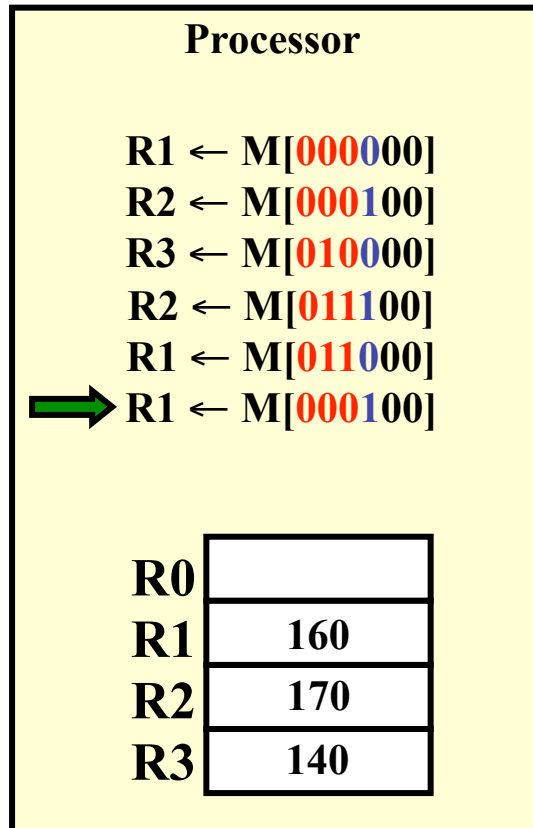 Processor
R1 ← M[000000]
R2 ← M[000100]
R3 ← M[010000]
R2 ← M[011100]
R1 ← M[011000]
R1 ← M[000100]
R0
R1 160
R2 170
R3 140